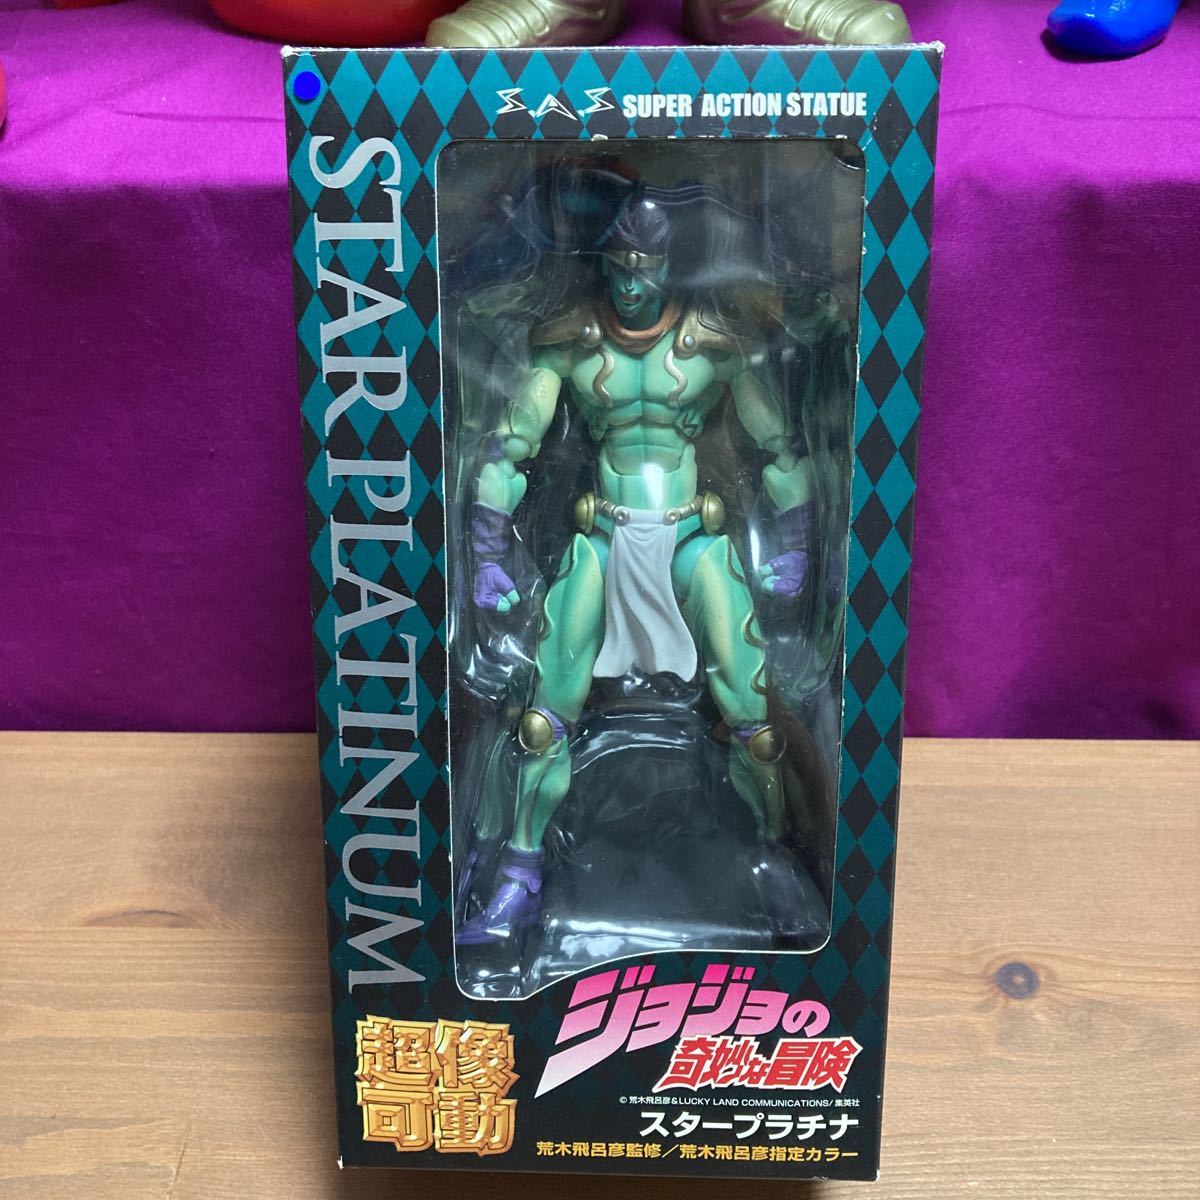 S.A.S SUPER ACTION STATUE
STAR PLATINUM
超像
可動
ジョジョの
奇妙な冒険
© 荒木飛呂彦&LUCKY LAND COMMUNICATIONS/集英社
スタープラチナ
荒木飛呂彦監修/荒木飛呂彦指定カラー